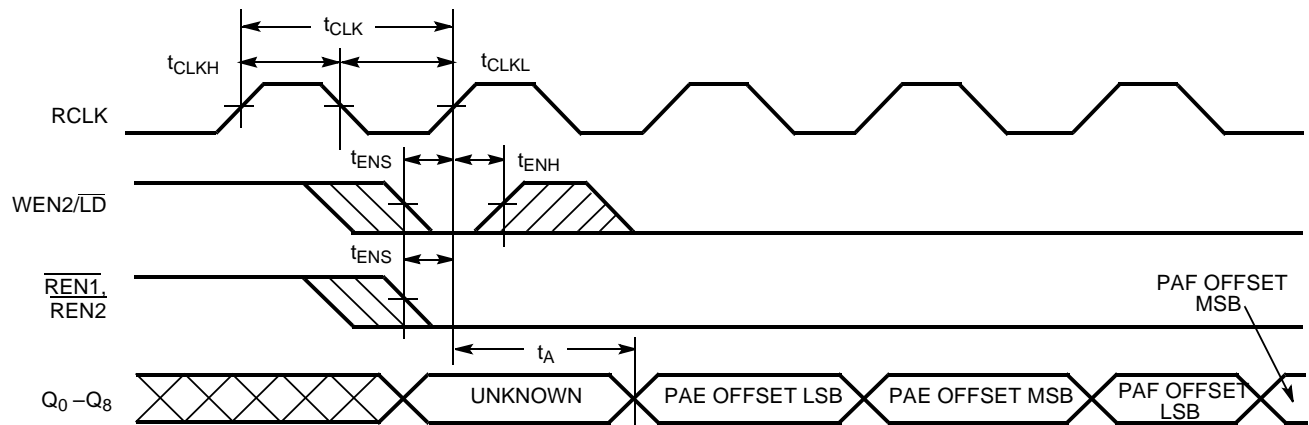 tCLK
tCLKH
tCLKL
RCLK
tENS
tENH
WEN2/LD
tENS
REN1,
REN2
PAF OFFSET
MSB
tA
Q0 –Q8
UNKNOWN
PAE OFFSET LSB
PAE OFFSET MSB
PAF OFFSET
LSB